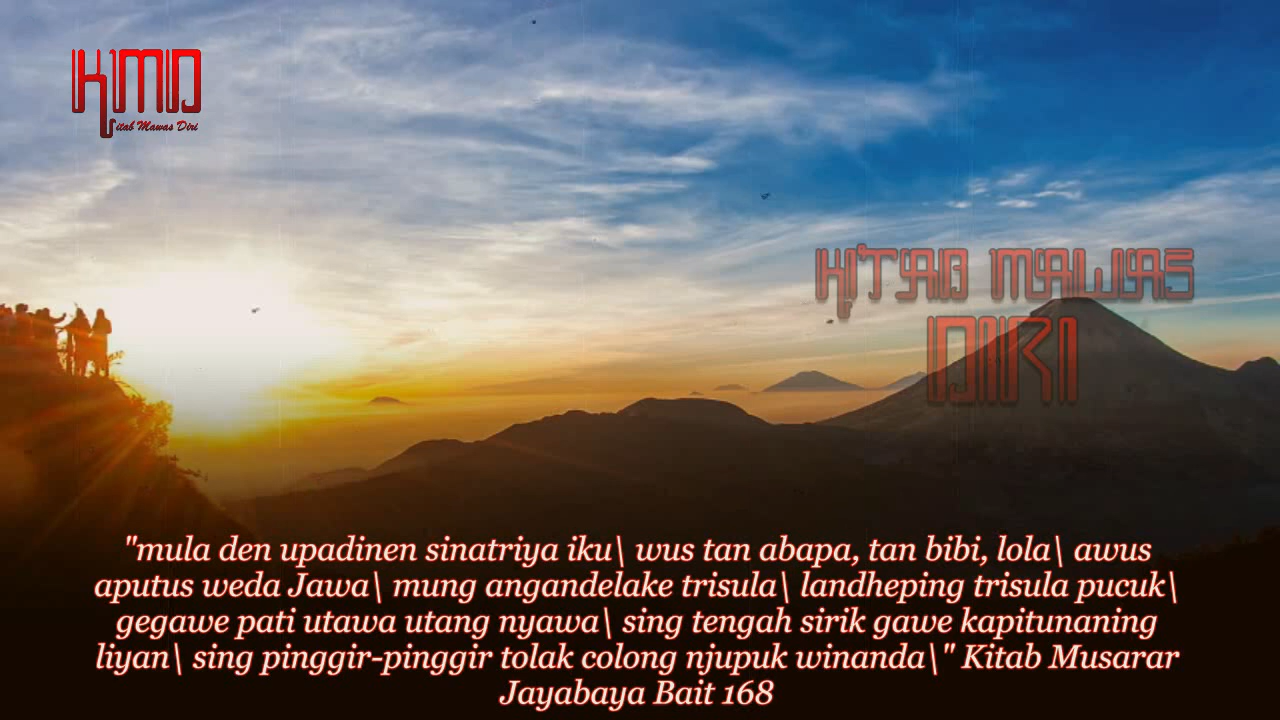 KMD
itab Mawas Diri
KITAB MAWAS
DIRI
"mula den upadinen sinatriya iku\ wus tan abapa, tan bibi, lola\ awus
aputus weda Jawa\ mung angandelake trisula\ landheping trisula pucuk\
gegawe pati utawa utang nyawa\ sing tengah sirik gawe kapitunaning
liyan\ sing pinggir-pinggir tolak colong njupuk winanda\" Kitab Musarar
Jayabaya Bait 168